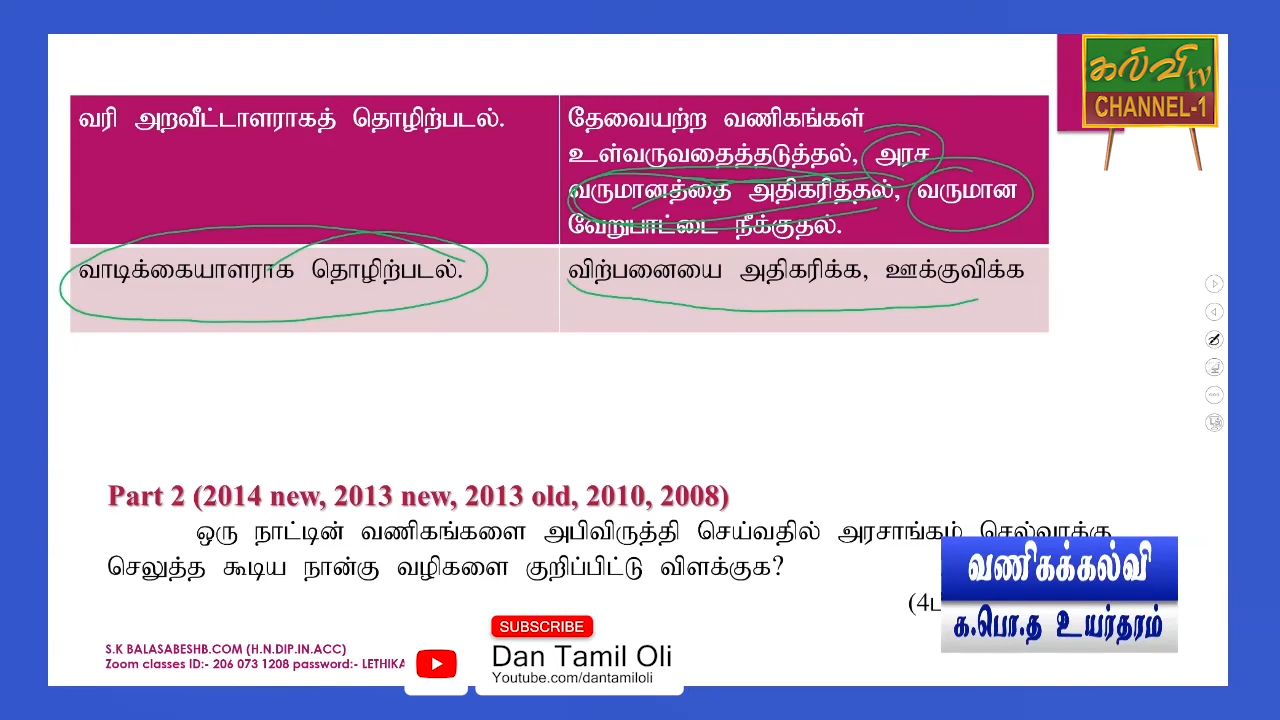 கல்வி tv
CHANNEL-1
வரி அறவீட்டாளராகத் தொழிற்படல்.
தேவையற்ற வணிகங்கள்
உள்வருவதைத்தடுத்தல், அரச
வருமானத்தை அதிகரித்தல், வருமான
வேறுபாட்டை நீக்குதல்.
வாடிக்கையாளராக தொழிற்படல்.
விற்பனையை அதிகரிக்க, ஊக்குவிக்க
Part 2 (2014 new, 2013 new, 2013 old, 2010, 2008)
ஒரு நாட்டின் வணிகங்களை அபிவிருத்தி செய்வதில் அரசாங்கம் செல்வாக்கு
செலுத்த கூடிய நான்கு வழிகளை குறிப்பிட்டு விளக்குக?
(4
வணிகக்கல்வி
க.பொ.த உயர்தரம்
S.K BALASABESHB.COM (H.N.DIP.IN.ACC)
Zoom classes ID:- 206 073 1208 password:- LETHIKA
SUBSCRIBE
Dan Tamil Oli
Youtube.com/dantamiloli